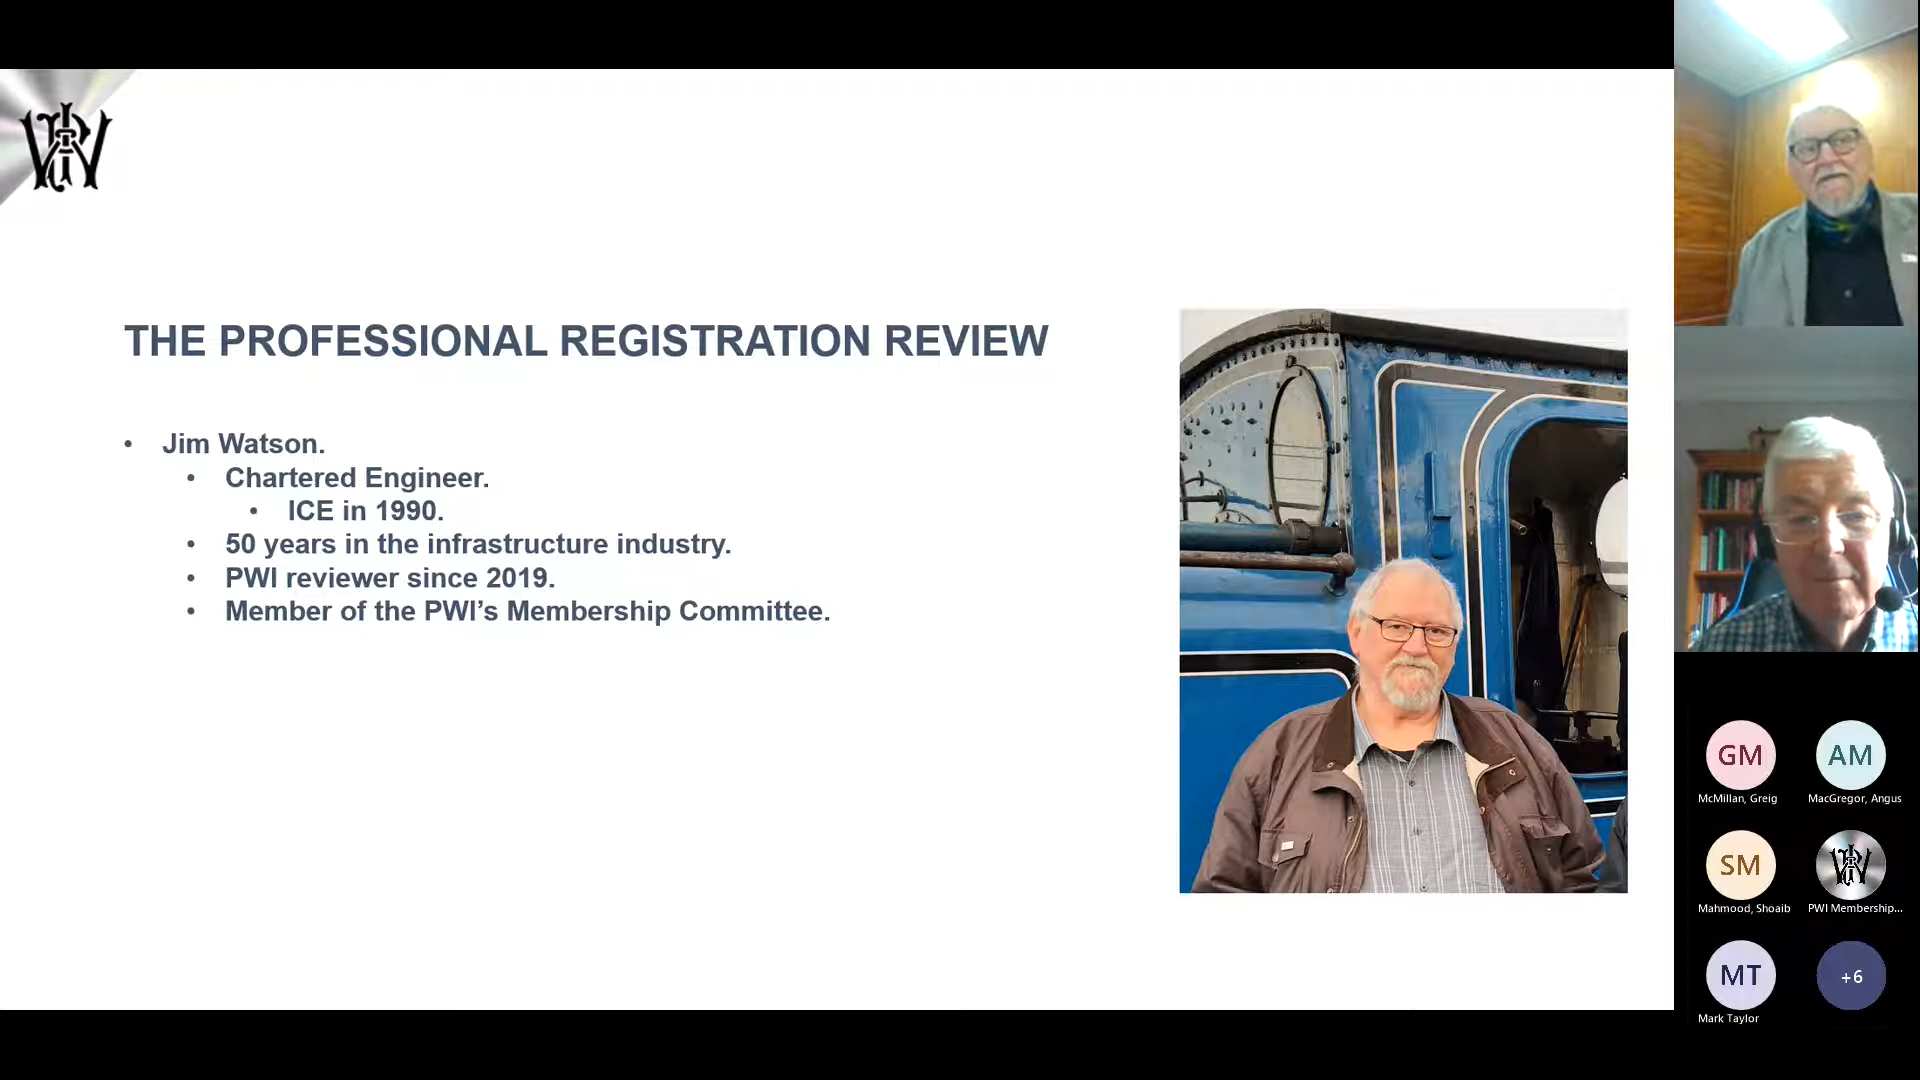 THE PROFESSIONAL REGISTRATION REVIEW
• Jim Watson.
• Chartered Engineer.
• ICE in 1990.
• 50 years in the infrastructure industry.
• PWI reviewer since 2019.
• Member of the PWI’s Membership Committee.
GM
McMillan, Greig
AM
MacGregor, Angus
SM
Mahmood, Shoaib
PWI Membership...
MT
Mark Taylor
+6